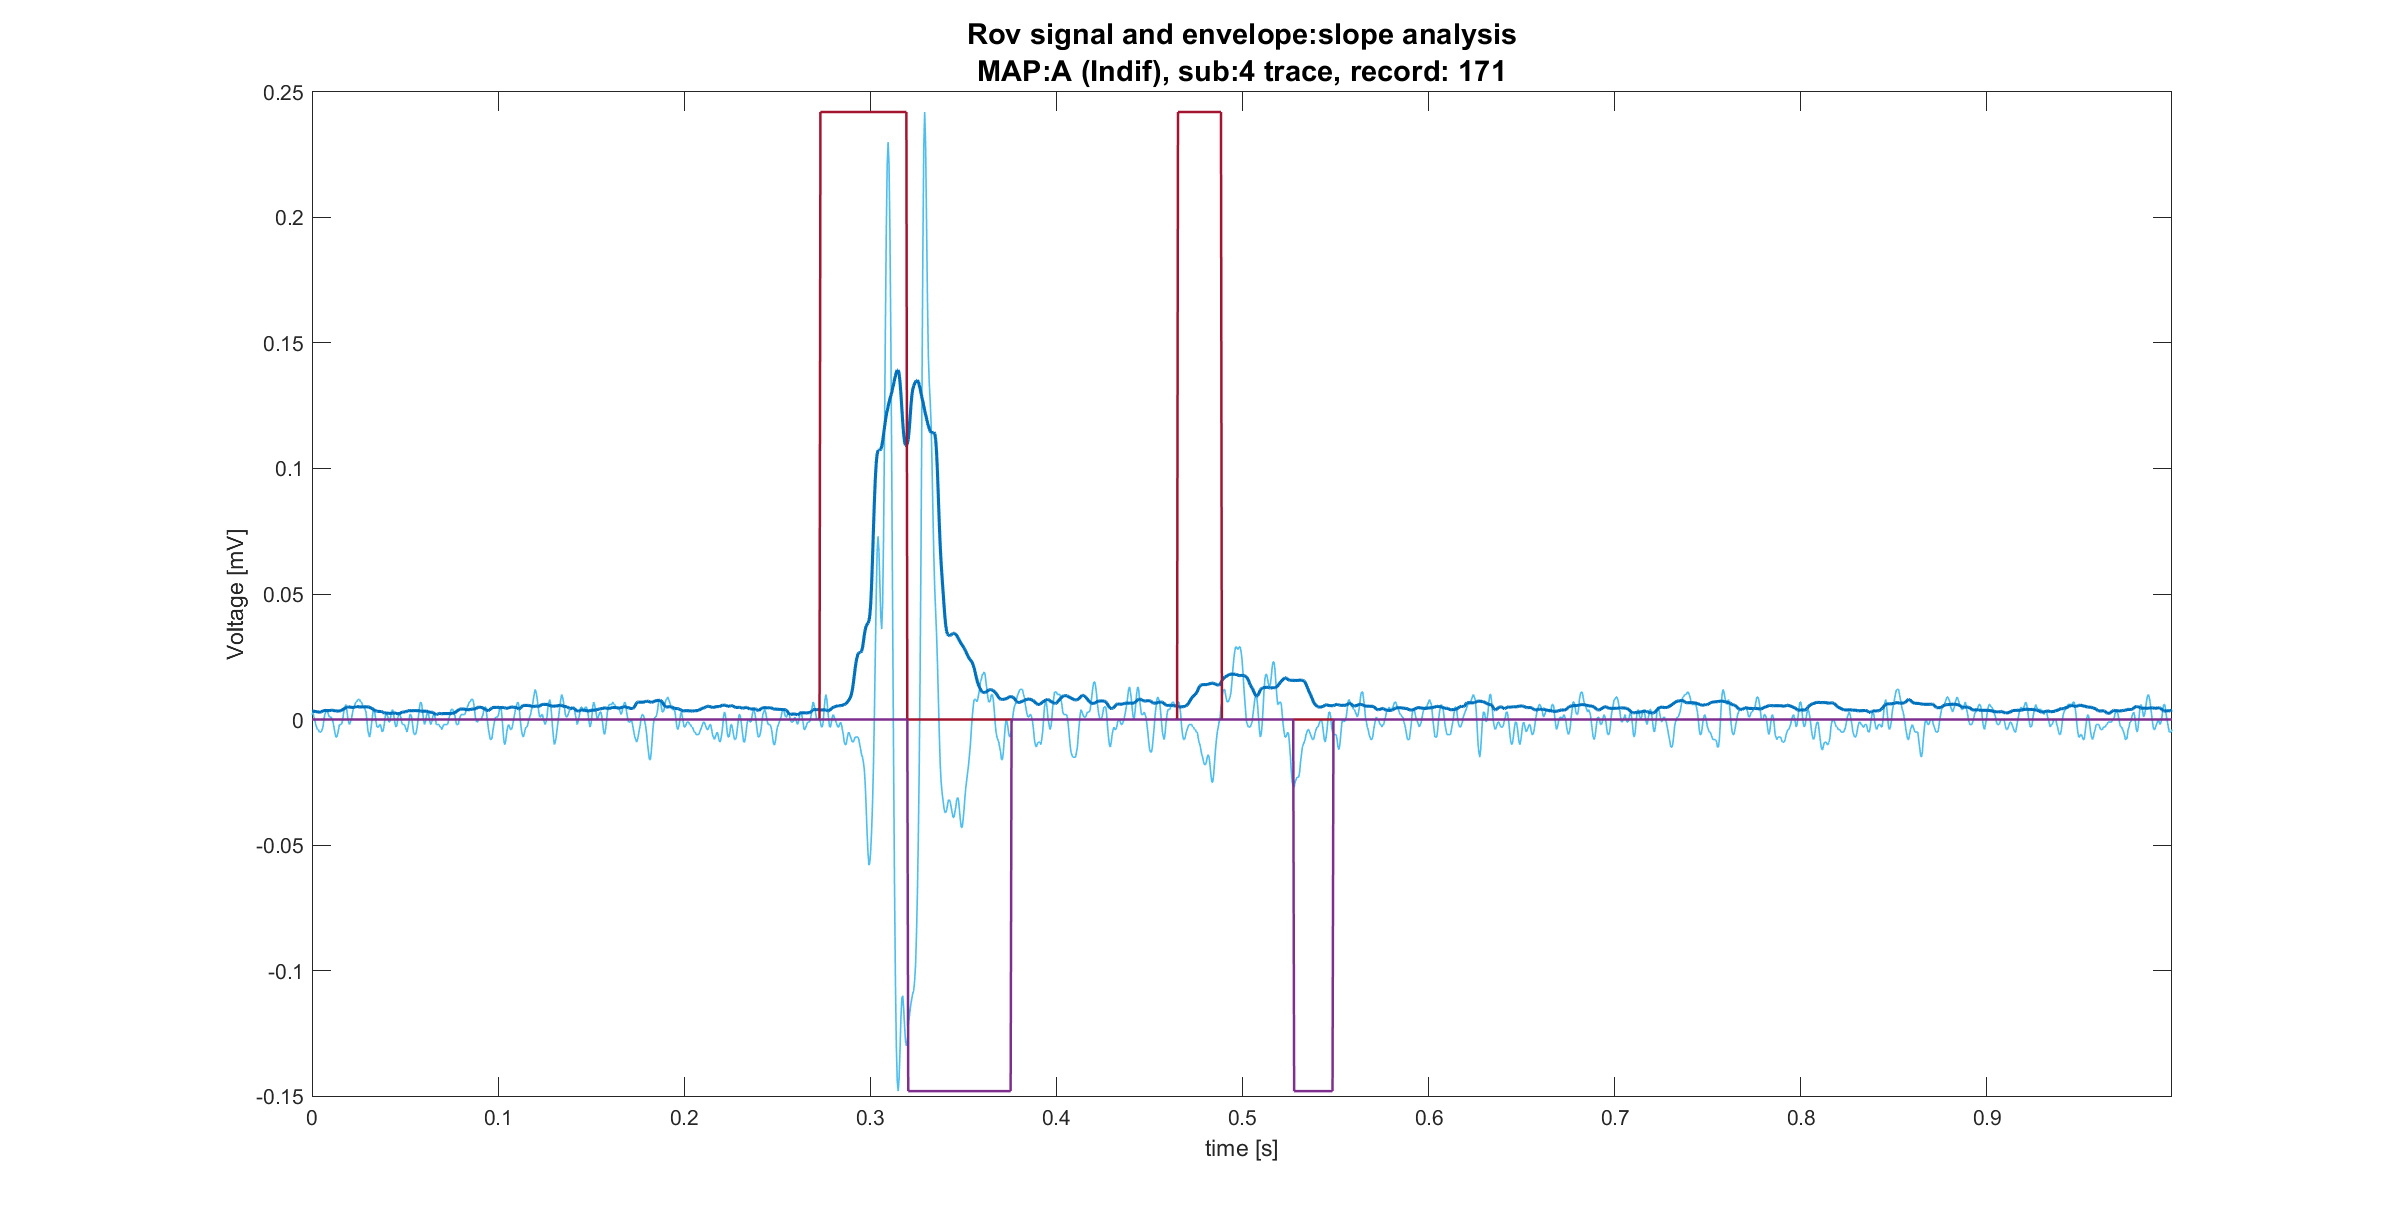 Rov signal and envelope:slope analysis
MAP:A (Indif), sub:4 trace, record: 171
0.25
0.2
0.15
0.1
0.05
0
-0.05
-0.1
-0.15
Voltage [mV]
0 0.1 0.2 0.3 0.4 0.5 0.6 0.7 0.8 0.9
time [s]